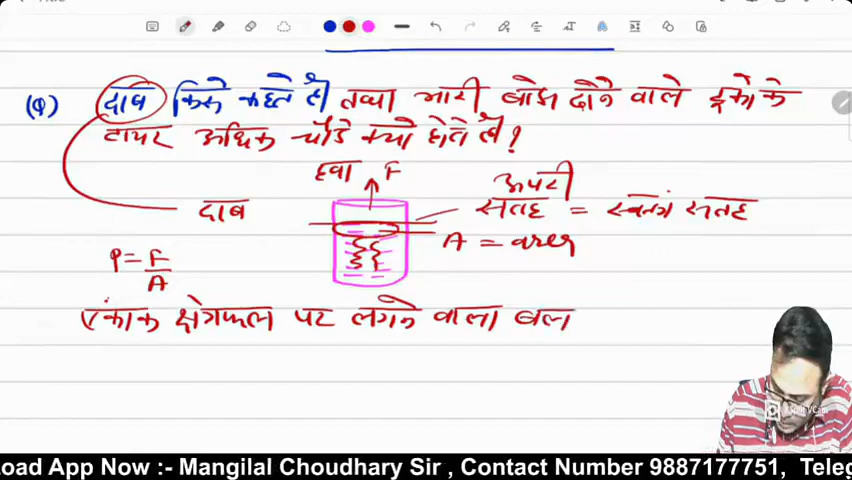 (Q) दाब किसे कहते है तथा भारी बोझ ढोने वाले ट्रको के
टायर अधिक चौडे क्यो होते है?
हवा F
ऊपरी
दाब सतह = स्वतंत्र सतह
A = area
P = F/A
एकांक क्षेत्रफल पर लगने वाला बल
oad App Now :- Mangilal Choudhary Sir , Contact Number 9887177751, Teleg